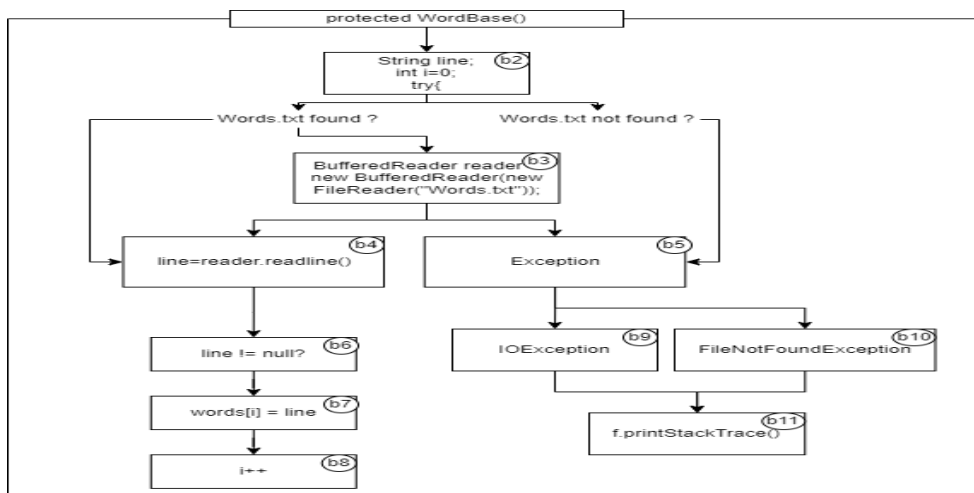 protected WordBase()
b2
String line;
int i=0;
try{
Words.txt found ?
Words.txt not found ?
b3
BufferedReader reader
new BufferedReader(new
FileReader("Words.txt"));
b4
line=reader.readline()
b5
Exception
b6
line != null?
b9
IOException
b10
FileNotFoundException
b7
words[i] = line
b11
f.printStackTrace()
b8
i++